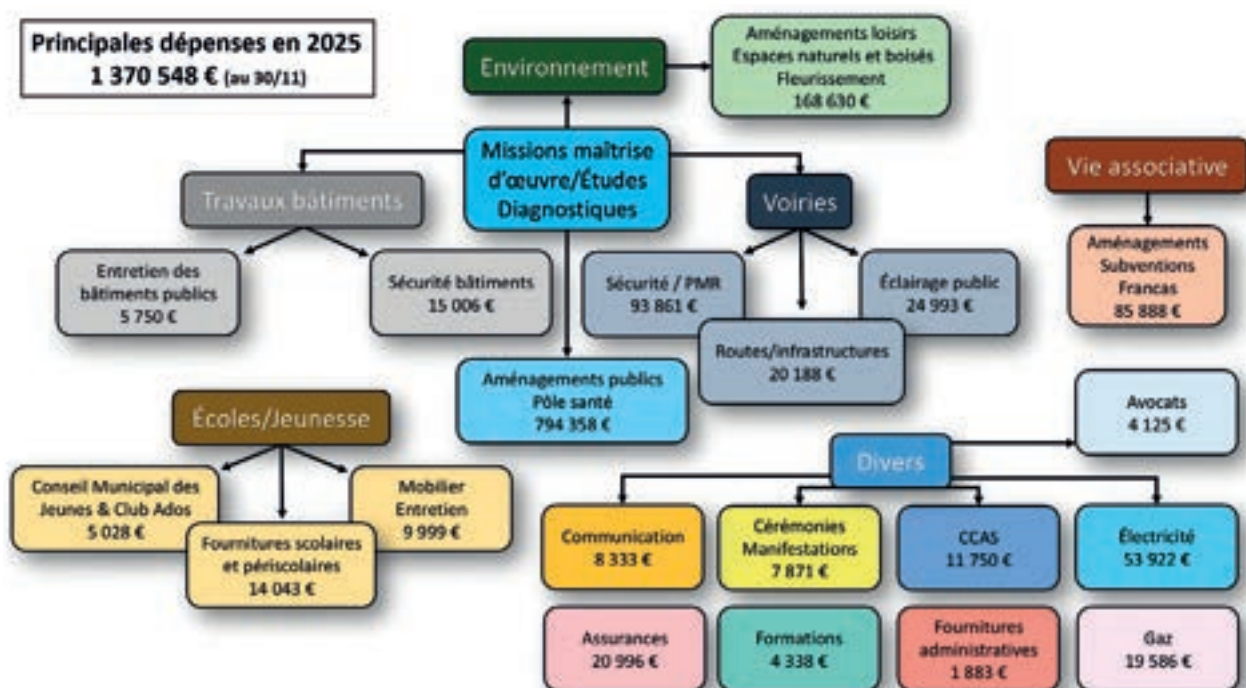 Principales dépenses en 2025
1 370 548 € (au 30/11)
Environnement
Aménagements loisirs
Espaces naturels et boisés
Fleurissement
168 630 €
Missions maîtrise
d'œuvre/Études
Diagnostiques
Travaux bâtiments
Voiries
Vie associative
Entretien des
bâtiments publics
5 750 €
Sécurité bâtiments
15 006 €
Sécurité / PMR
93 861 €
Éclairage public
24 993 €
Aménagements
Subventions
Francas
85 888 €
Routes/infrastructures
20 188 €
Aménagements publics
Pôle santé
794 358 €
Écoles/Jeunesse
Avocats
4 125 €
Divers
Conseil Municipal des
Jeunes & Club Ados
5 028 €
Mobilier
Entretien
9 999 €
Fournitures scolaires
et périscolaires
14 043 €
Communication
8 333 €
Cérémonies
Manifestations
7 871 €
CCAS
11 750 €
Électricité
53 922 €
Assurances
20 996 €
Formations
4 338 €
Fournitures
administratives
1 883 €
Gaz
19 586 €